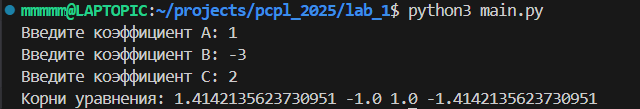 mmmmm@LAPTOPIC:~/projects/pcpl_2025/lab_1$ python3 main.py
Введите коэффициент A: 1
Введите коэффициент B: -3
Введите коэффициент C: 2
Корни уравнения: 1.4142135623730951 -1.0 1.0 -1.4142135623730951